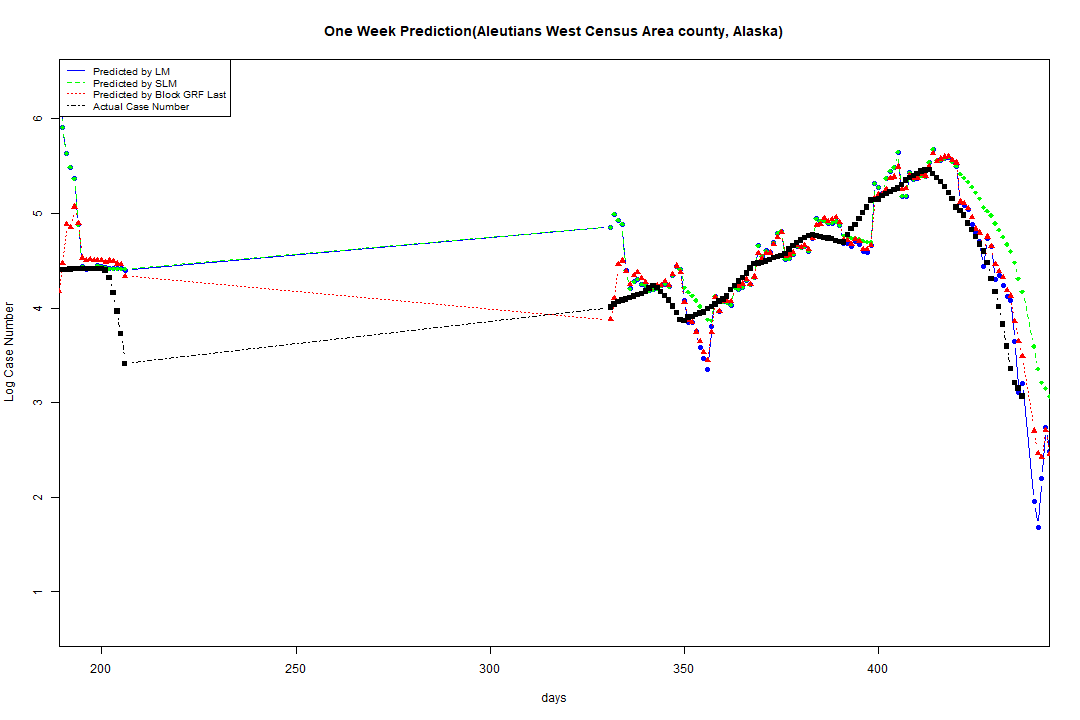 One Week Prediction(Aleutians West Census Area county, Alaska)
Predicted by LM
Predicted by SLM
Predicted by Block GRF Last
Actual Case Number
Log Case Number
6
5
4
3
2
1
200 250 300 350 400
days